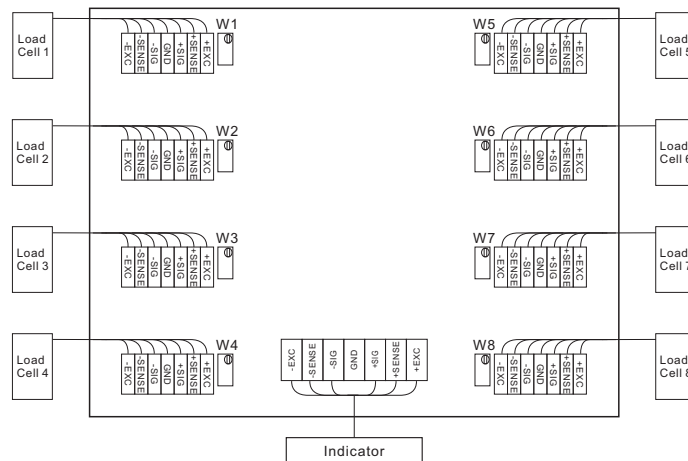 Load
Cell 1
W1
-EXC
-SENSE
-SIG
GND
+SIG
+SENSE
+EXC
W5
-EXC
-SENSE
-SIG
GND
+SIG
+SENSE
+EXC
Load
Cell 5
Load
Cell 2
W2
-EXC
-SENSE
-SIG
GND
+SIG
+SENSE
+EXC
W6
-EXC
-SENSE
-SIG
GND
+SIG
+SENSE
+EXC
Load
Cell 6
Load
Cell 3
W3
-EXC
-SENSE
-SIG
GND
+SIG
+SENSE
+EXC
W7
-EXC
-SENSE
-SIG
GND
+SIG
+SENSE
+EXC
Load
Cell 7
Load
Cell 4
W4
-EXC
-SENSE
-SIG
GND
+SIG
+SENSE
+EXC
-EXC
-SENSE
-SIG
GND
+SIG
+SENSE
+EXC
W8
-EXC
-SENSE
-SIG
GND
+SIG
+SENSE
+EXC
Load
Cell 8
Indicator